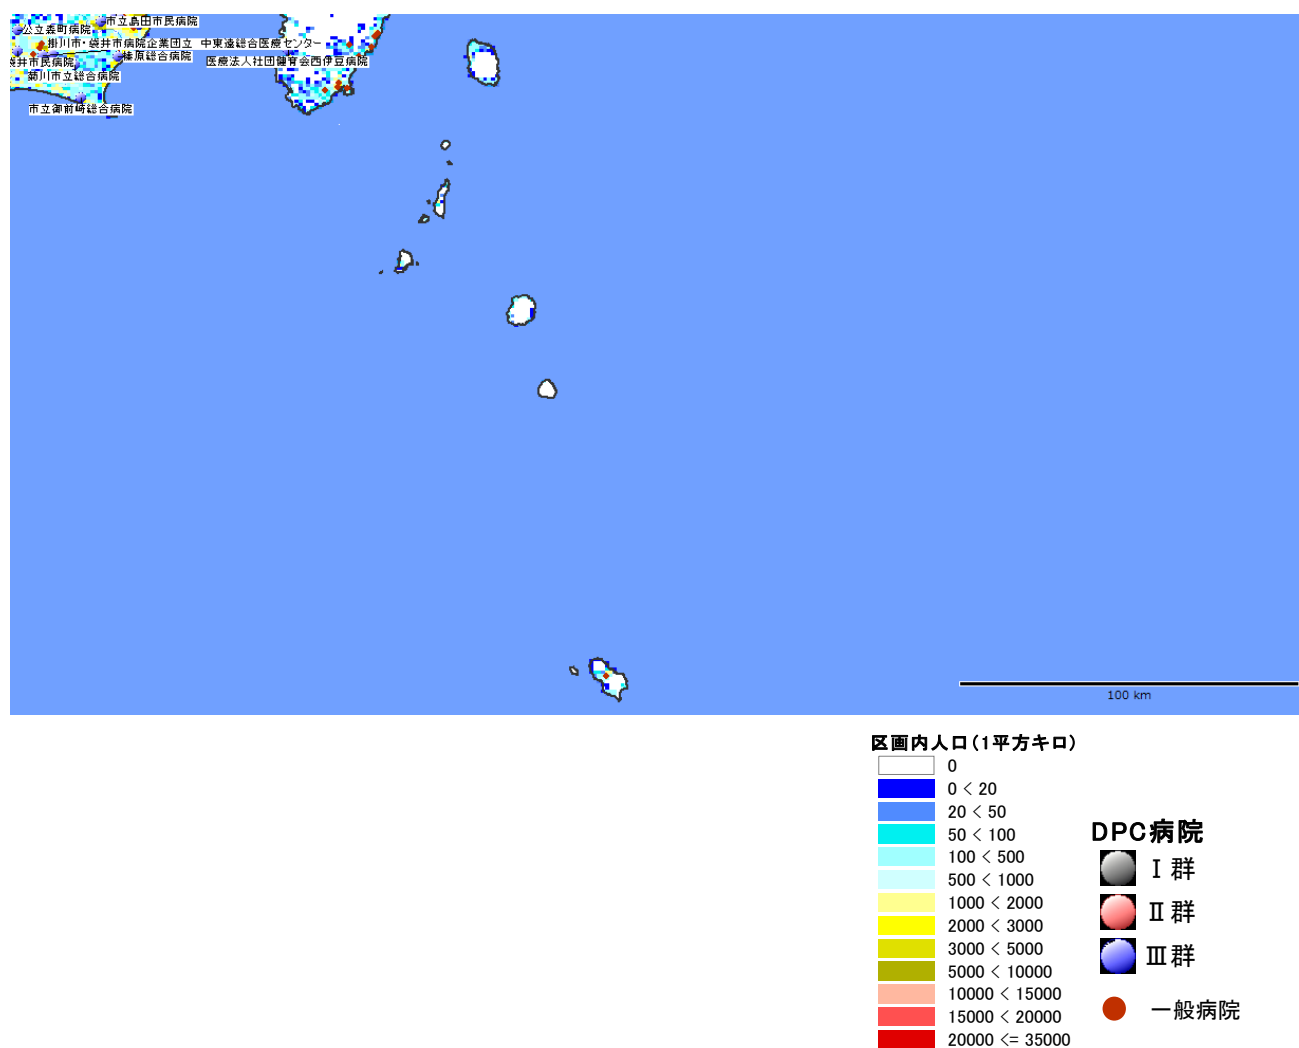 市立島田市民病院
公立森町病院
掛川市・袋井市病院企業団立 中東遠総合医療センター
榛原総合病院
袋井市民病院
医療法人社団健育会西伊豆病院
菊川市立総合病院
市立御前崎総合病院
100 km
区画内人口(1平方キロ)
0
0 < 20
20 < 50
50 < 100
100 < 500
500 < 1000
1000 < 2000
2000 < 3000
3000 < 5000
5000 < 10000
10000 < 15000
15000 < 20000
20000 <= 35000
DPC病院
Ⅰ群
Ⅱ群
Ⅲ群
一般病院